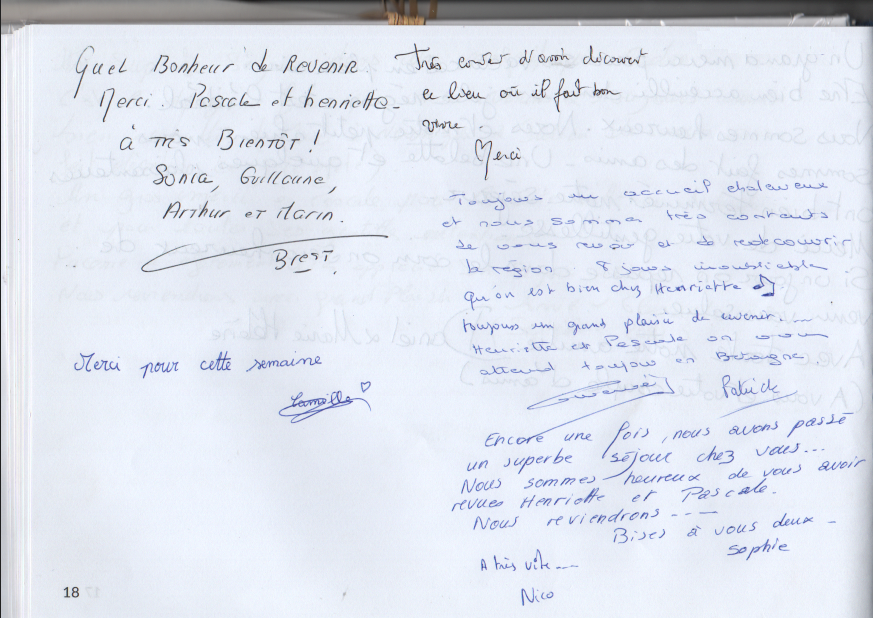 Quel Bonheur de Revenir.
Merci. Pascale et henriette
à très Bientôt!
Sonia, Guillaume,
Arthur et Marin.
Brest.
Merci pour cette semaine
Camille
Très content d'avoir découvert
ce lieu où il fait bon
vivre.
Merci
Toujours un accueil chaleureux
et nous sommes très contents
de vous revoir et de redecouvrir
la région 8 jours inoubliable
qu'on est bien chez Henriette
toujours un grand plaisir de revenir....
Henriette et Pascale on vous
attend toujours en Bretagne
Patrick
Encore une fois, nous avons passé
un superbe séjour chez vous...
Nous sommes heureux de vous avoir
revues Henriette et Pascale.
Nous reviendrons ----
Bises à vous deux -
Sophie
A très vite...
Nico
18